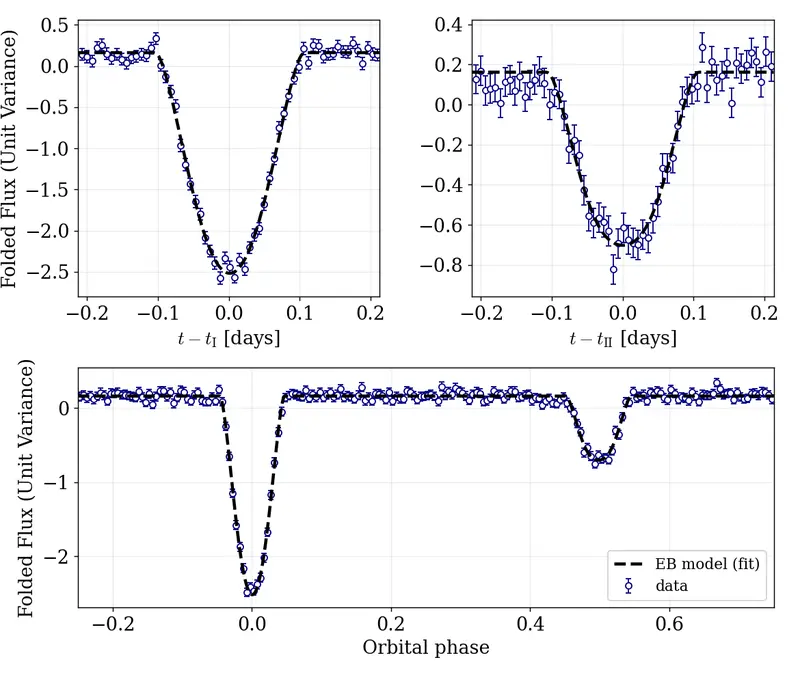 Folded Flux (Unit Variance)
0.5
0.0
−0.5
−1.0
−1.5
−2.0
−2.5
−0.2 −0.1 0.0 0.1 0.2
t − t_I [days]
0.4
0.2
0.0
−0.2
−0.4
−0.6
−0.8
−0.2 −0.1 0.0 0.1 0.2
t − t_II [days]
Folded Flux (Unit Variance)
0
−1
−2
EB model (fit)
data
−0.2 0.0 0.2 0.4 0.6
Orbital phase